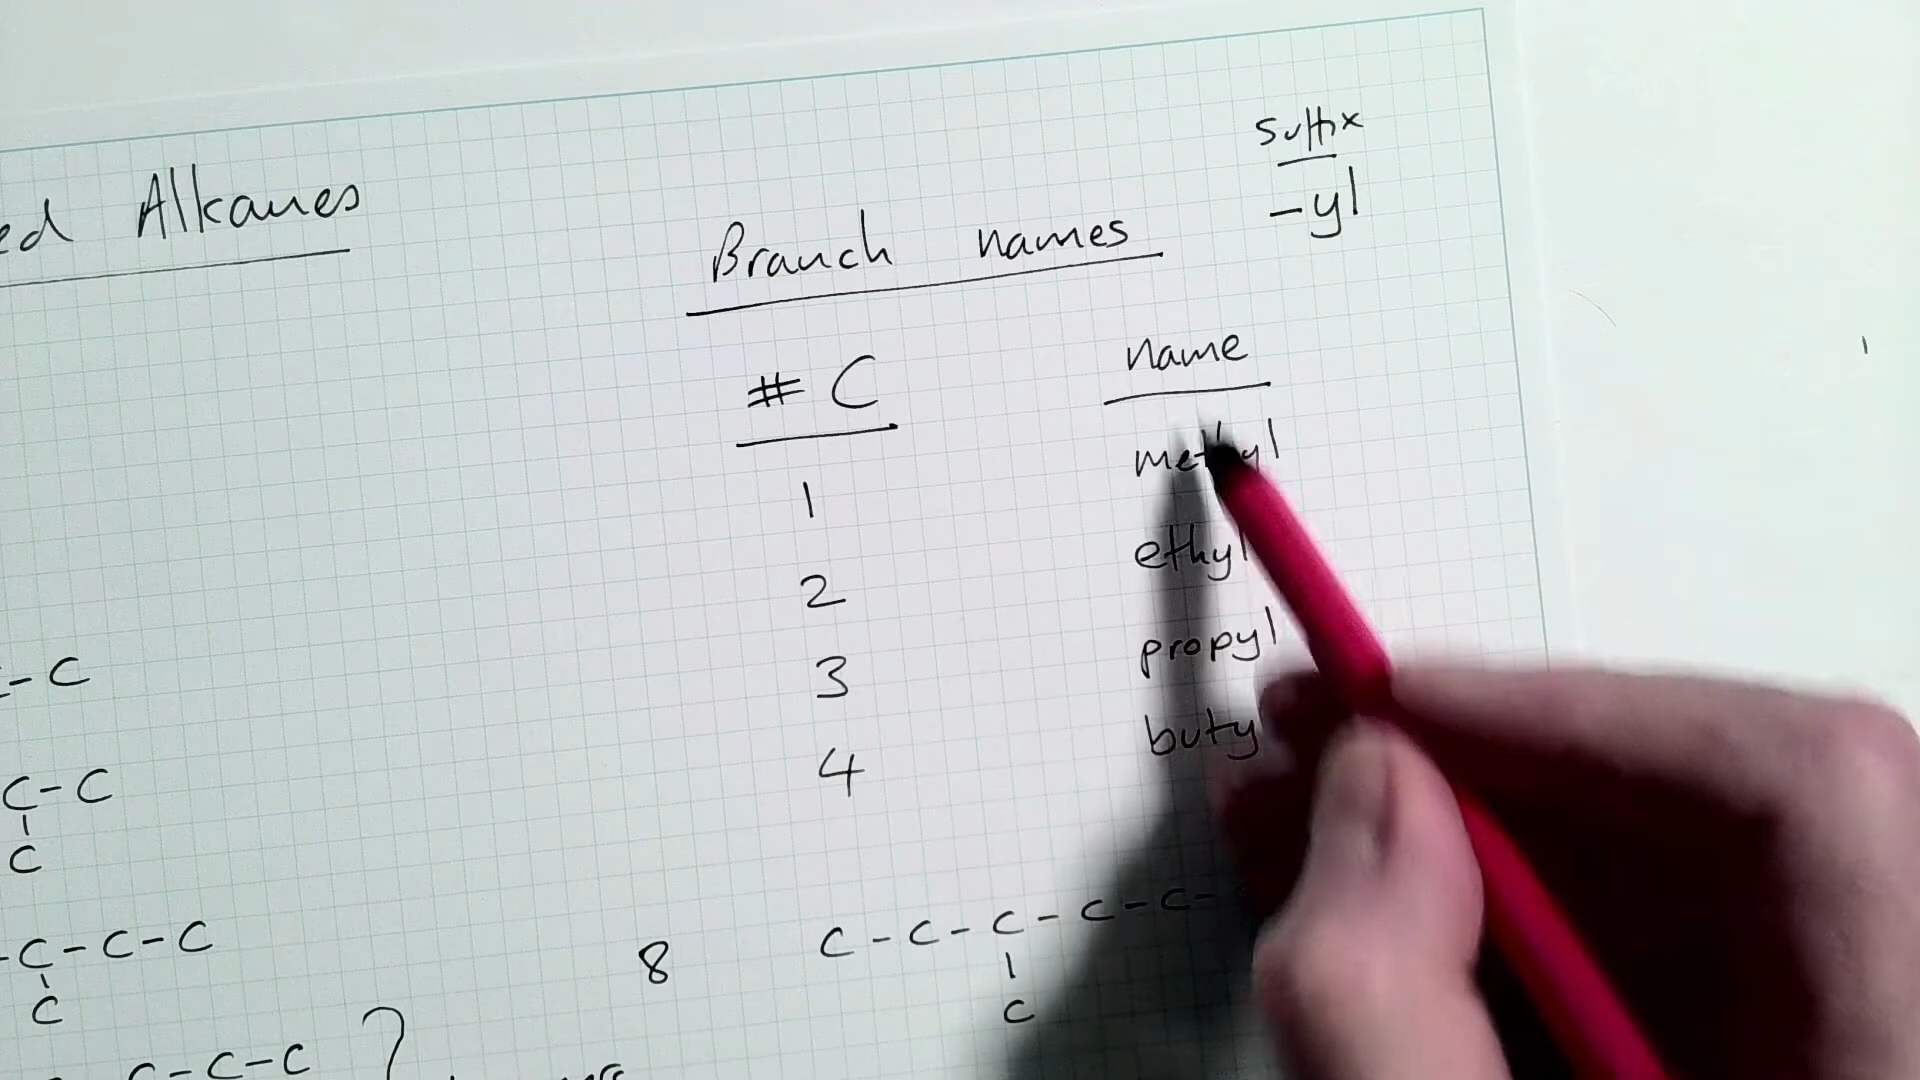 ed Alkanes
Branch names
suffix
-yl
# C
name
1
methyl
2
ethyl
3
propyl
4
buty
- C
C - C
C
- C - C - C
C
C - C - C
8
C - C - C - C - C -
C